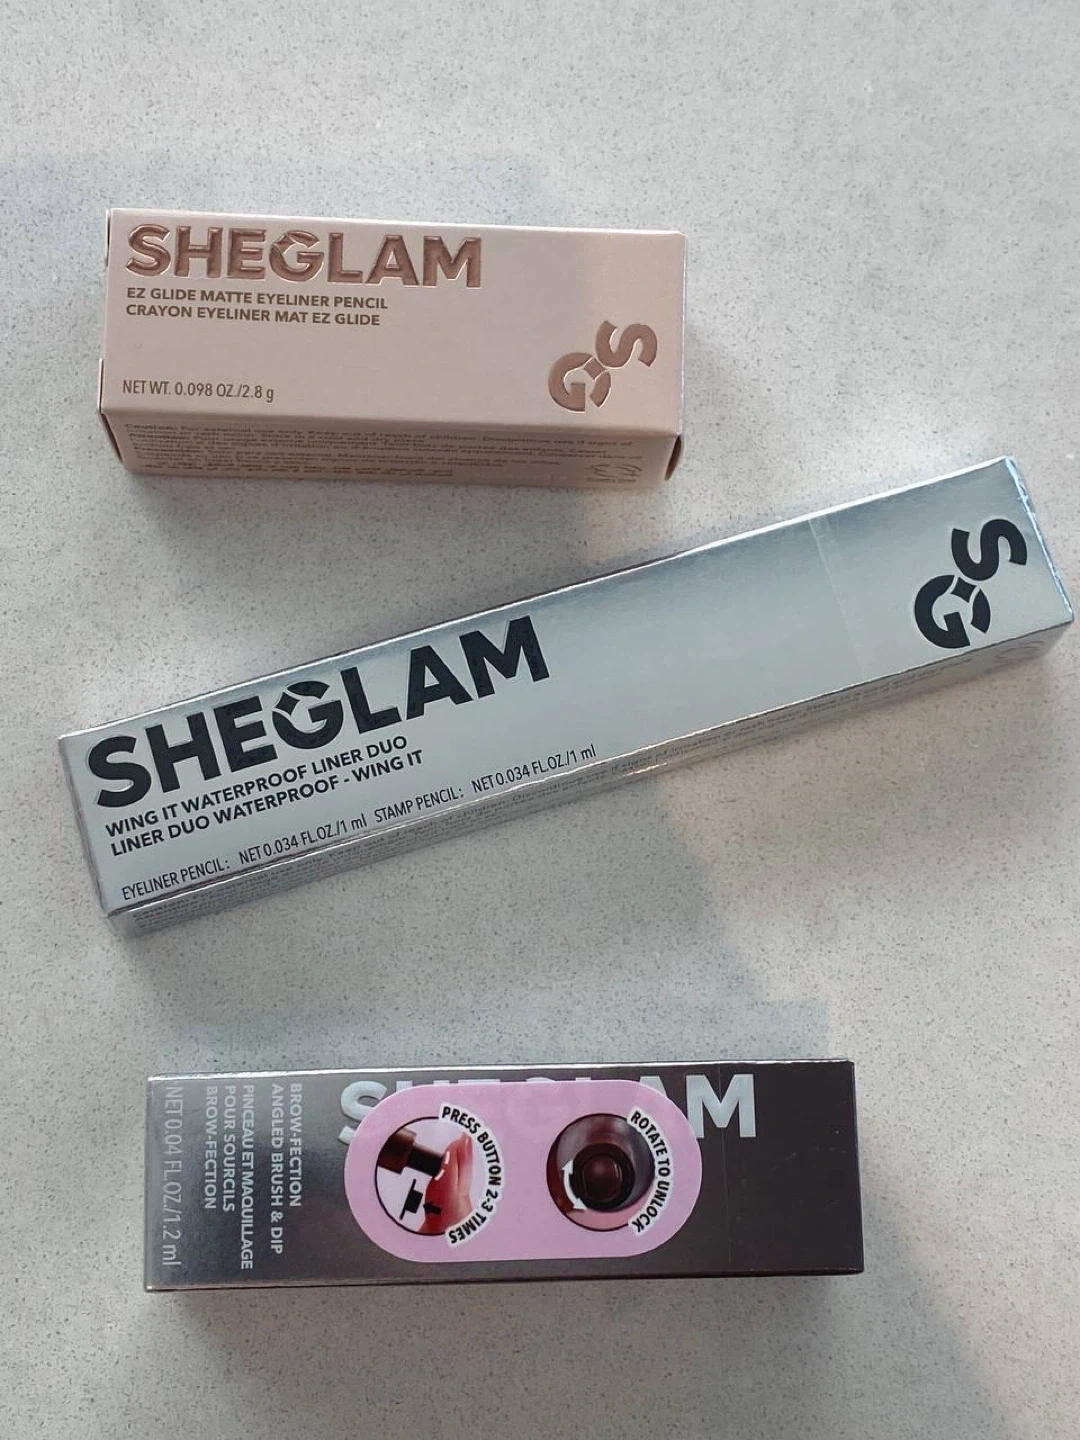 SHEGLAM
EZ GLIDE MATTE EYELINER PENCIL
CRAYON EYELINER MAT EZ GLIDE
NET WT. 0.098 OZ./2.8 g
GS
SHEGLAM
WING IT WATERPROOF LINER DUO
LINER DUO WATERPROOF - WING IT
EYELINER PENCIL: NET 0.034 FL.OZ./1 ml STAMP PENCIL: NET 0.034 FL.OZ./1 ml
GS
SHEGLAM
BROW-FECTION
ANGLED BRUSH & DIP
PINCEAU ET MAQUILLAGE
POUR SOURCILS
BROW-FECTION
NET 0.04 FL.OZ./1.2 ml
PRESS BUTTON 2-3 TIMES
ROTATE TO UNLOCK